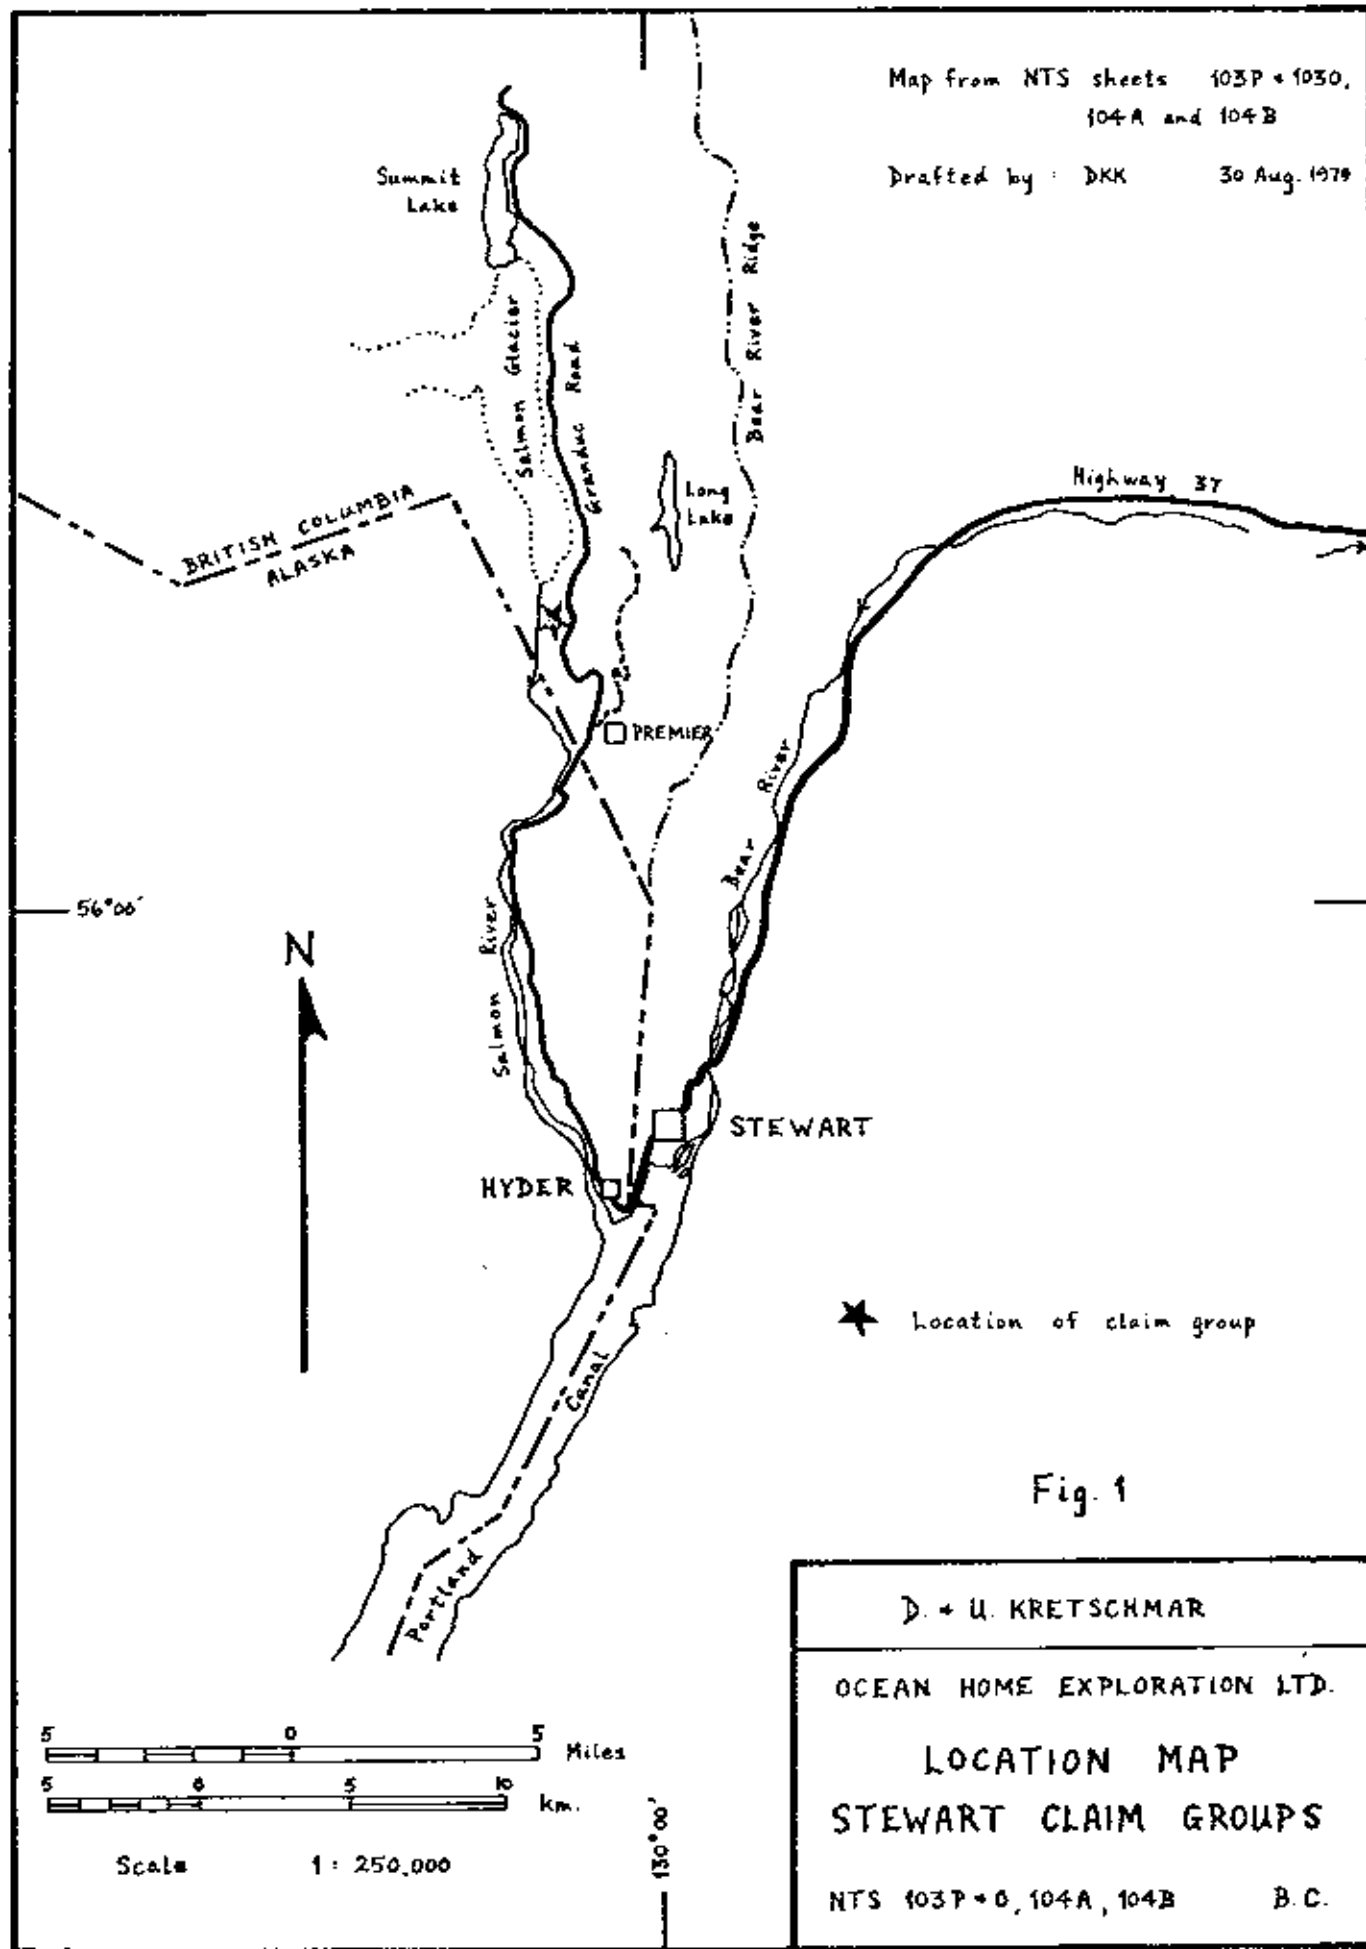 Map from NTS sheets 103P + 103O,
104A and 104B
Drafted by : DKK 30 Aug. 1979
Summit
Lake
Salmon Glacier
Granduc Road
Bear River Ridge
Long
Lake
Highway 37
BRITISH COLUMBIA
ALASKA
PREMIER
Bear River
56°00'
N
Salmon River
STEWART
HYDER
Location of claim group
Portland Canal
Fig. 1
D. + U. KRETSCHMAR
OCEAN HOME EXPLORATION LTD.
LOCATION MAP
STEWART CLAIM GROUPS
NTS 103P + O, 104A, 104B B.C.
5 0 5 Miles
5 0 5 10 km.
Scale 1 : 250,000
130°00'